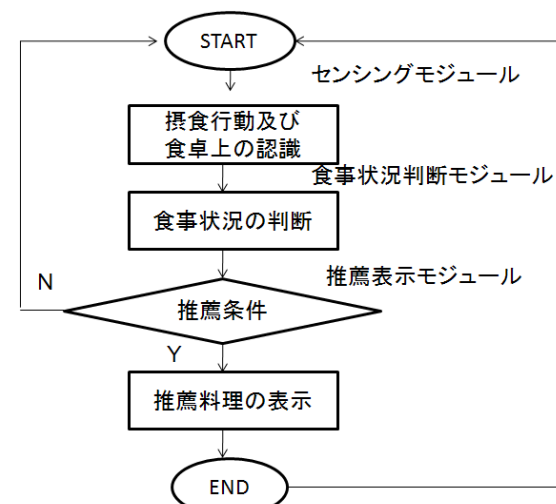 START
センシングモジュール
摂食行動及び
食卓上の認識
食事状況判断モジュール
食事状況の判断
推薦表示モジュール
N
推薦条件
Y
推薦料理の表示
END